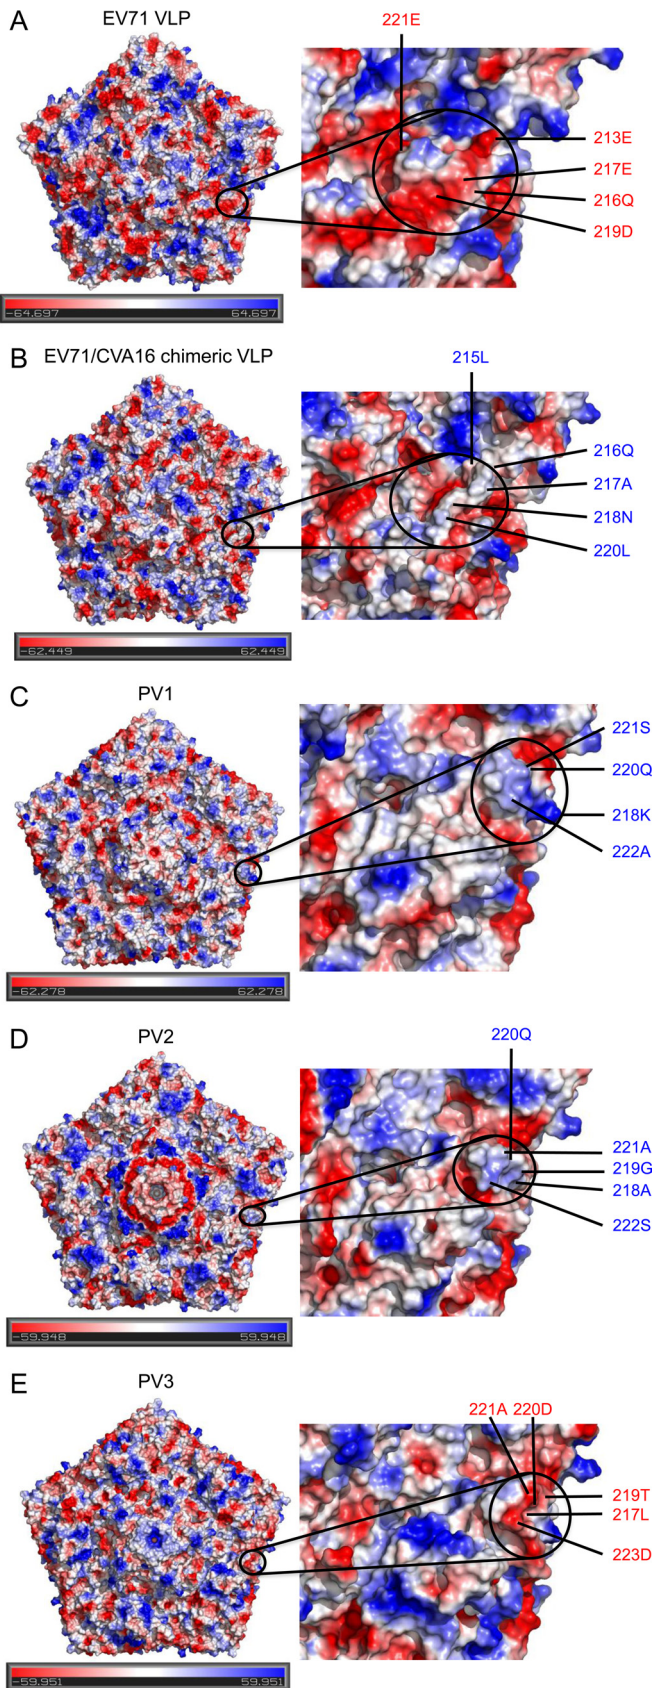 A
EV71 VLP
221E
213E
217E
216Q
219D
-64.697 64.697
B
EV71/CVA16 chimeric VLP
215L
216Q
217A
218N
220L
-62.449 62.449
C
PV1
221S
220Q
218K
222A
-62.278 62.278
D
PV2
220Q
221A
219G
218A
222S
-59.948 59.948
E
PV3
221A 220D
219T
217L
223D
-59.951 59.951